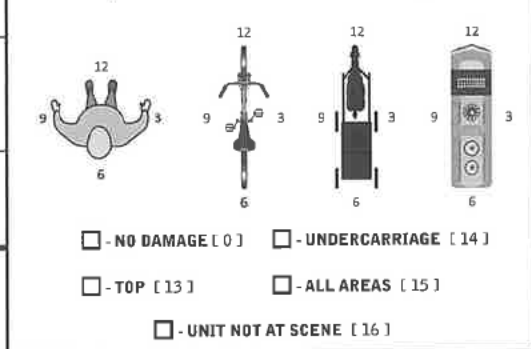 12 12 12 12
9 3 9 3 9 3 9 3
6 6 6 6
- NO DAMAGE [ 0 ] - UNDERCARRIAGE [ 14 ]
- TOP [ 13 ] - ALL AREAS [ 15 ]
- UNIT NOT AT SCENE [ 16 ]